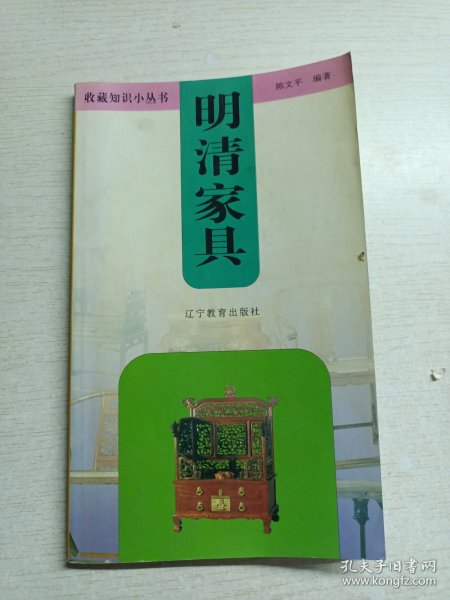 收藏知识小丛书
陈文平 编著
明清家具
辽宁教育出版社
孔夫子旧书网
www.kongfz.com